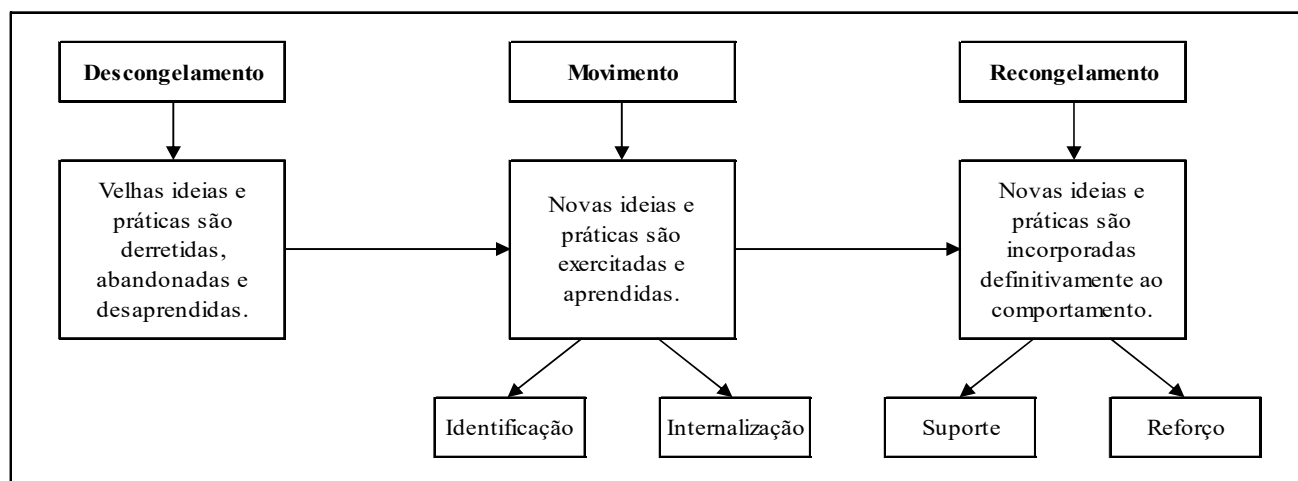 Descongelamento
Movimento
Recongelamento
Velhas ideias e
práticas são
derretidas,
abandonadas e
desaprendidas.
Novas ideias e
práticas são
exercitadas e
aprendidas.
Novas ideias e
práticas são
incorporadas
definitivamente ao
comportamento.
Identificação
Internalização
Suporte
Reforço